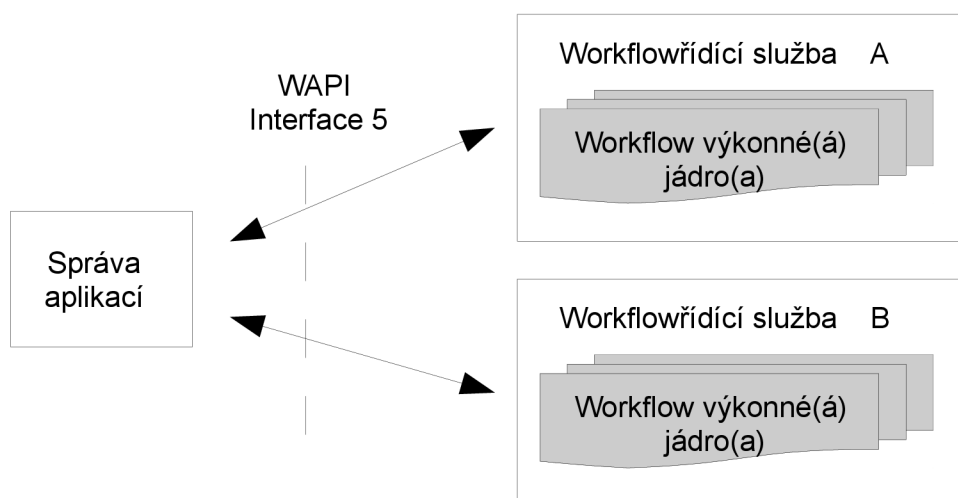 WAPI
Interface 5
Správa
aplikací
Workflowřídící služba A
Workflow výkonné(á)
jádro(a)
Workflowřídící služba B
Workflow výkonné(á)
jádro(a)